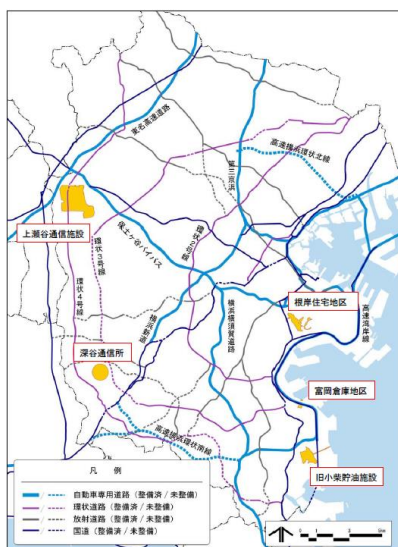 東名高速道路
高速横浜環状北線
第三京浜
上瀬谷通信施設
保土ヶ谷バイパス
環状2号線
環状3号線
環状4号線
根岸住宅地区
高速湾岸線
横浜新道
横浜横須賀道路
深谷通信所
富岡倉庫地区
高速横浜環状南線
旧小柴貯油施設
凡 例
自動車専用道路（整備済 / 未整備）
環状道路（整備済 / 未整備）
放射道路（整備済 / 未整備）
国道（整備済 / 未整備）